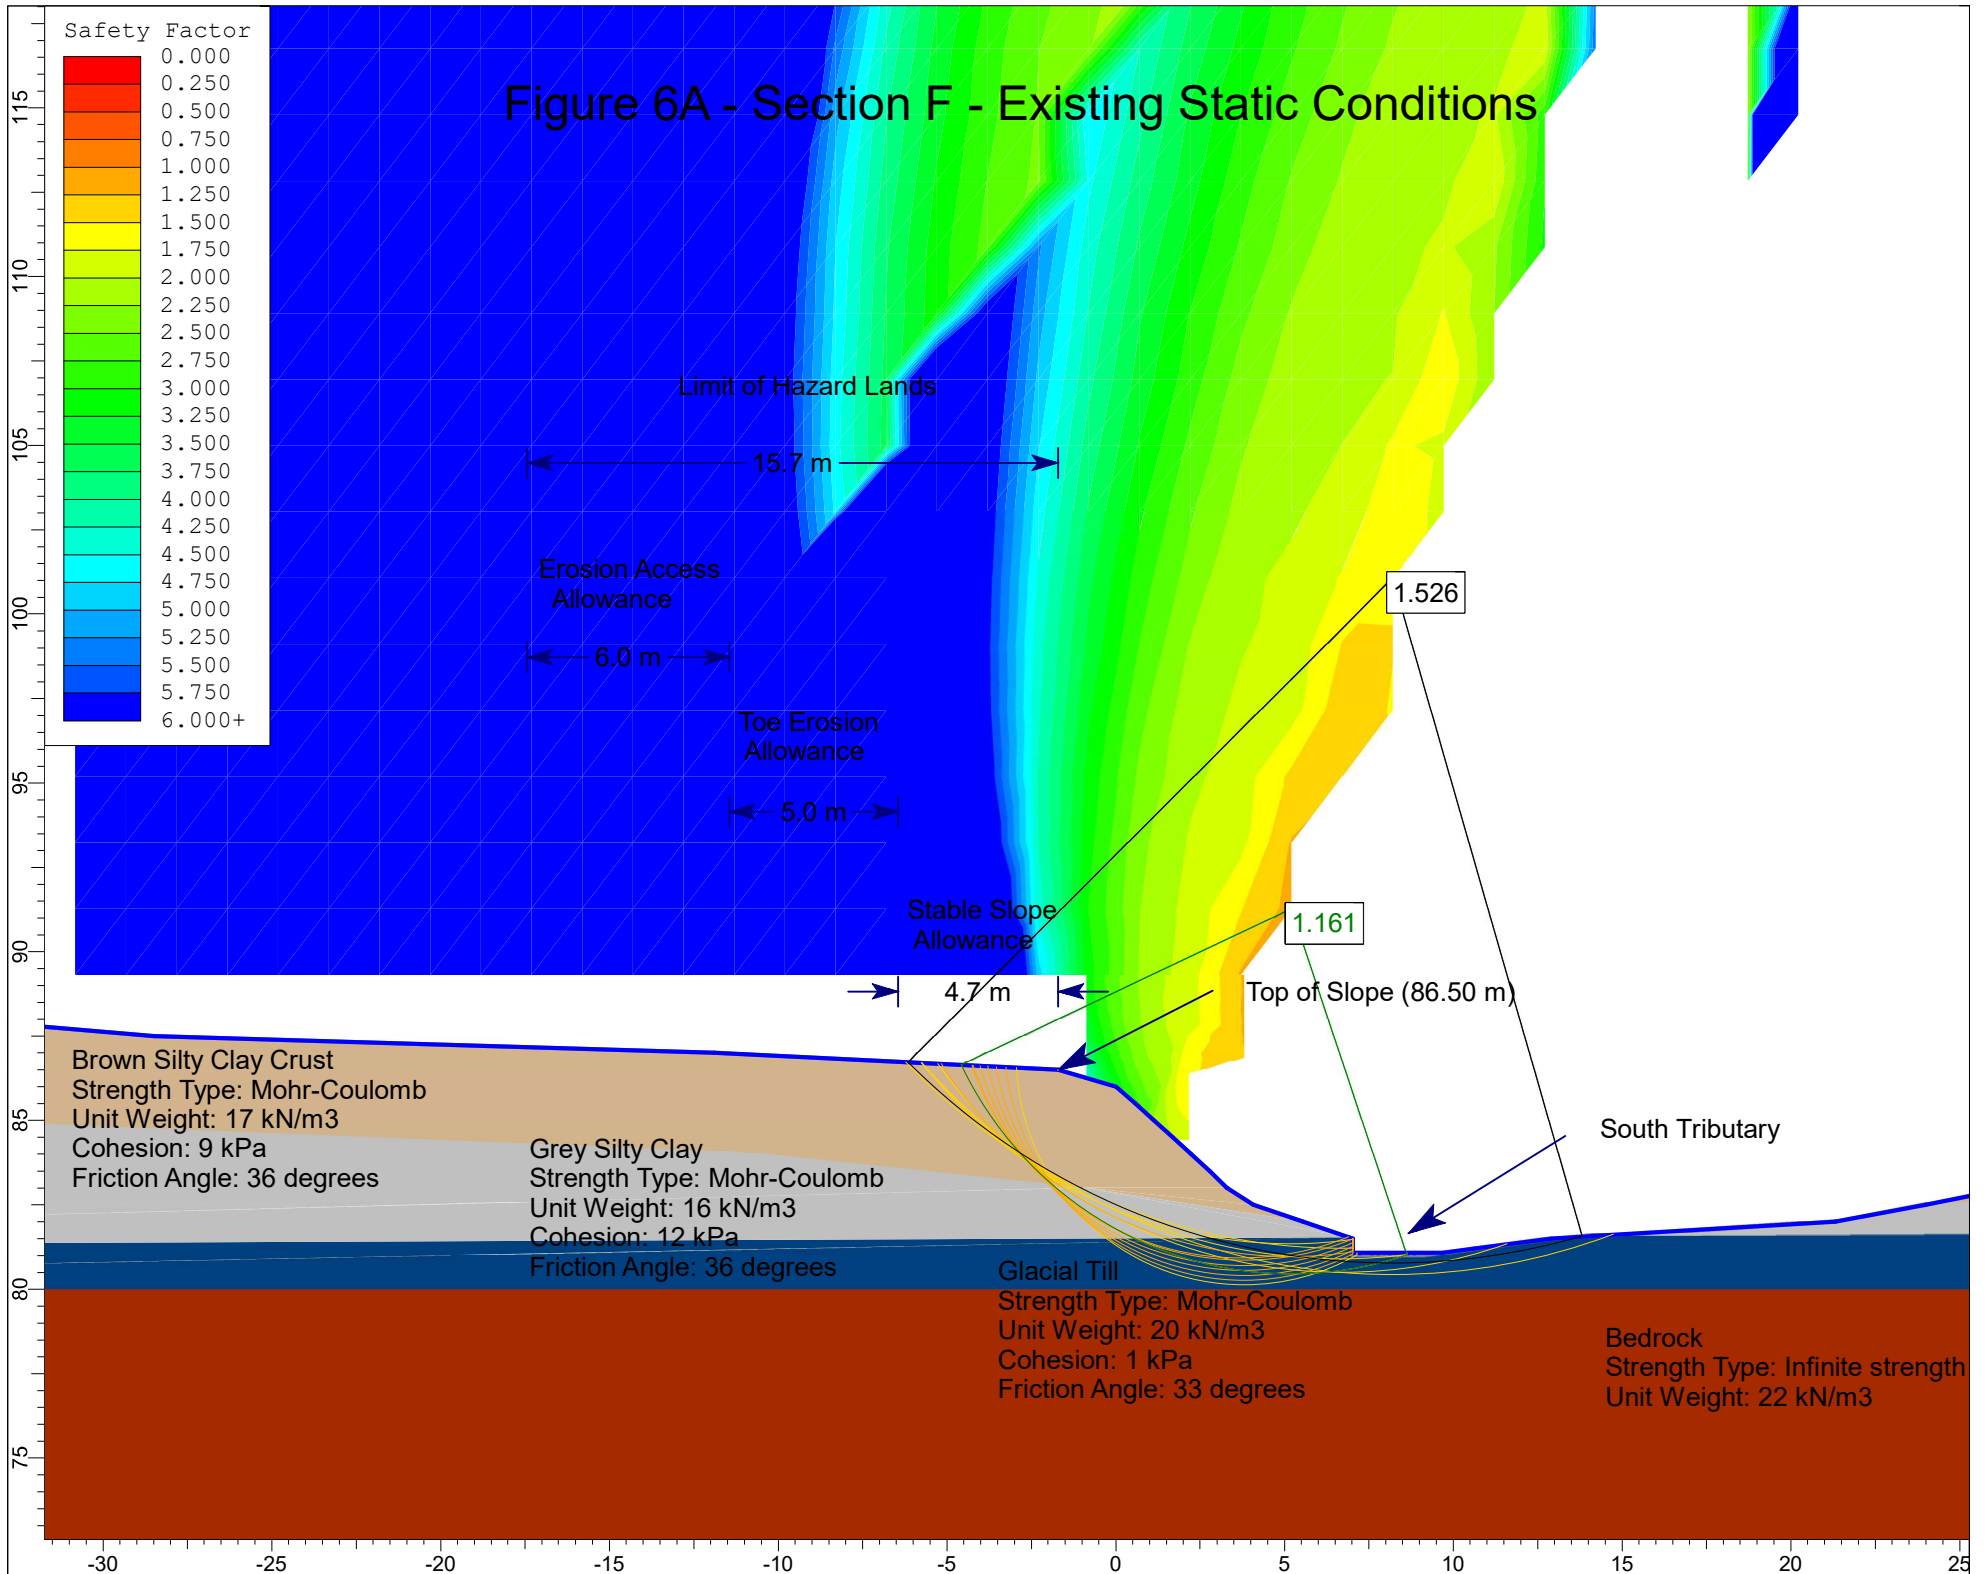 Safety Factor
0.000
0.250
0.500
0.750
1.000
1.250
1.500
1.750
2.000
2.250
2.500
2.750
3.000
3.250
3.500
3.750
4.000
4.250
4.500
4.750
5.000
5.250
5.500
5.750
6.000+
Figure 6A - Section F - Existing Static Conditions
Limit of Hazard Lands
15.7 m
Erosion Access
Allowance
6.0 m
Toe Erosion
Allowance
5.0 m
Stable Slope
Allowance
4.7 m
1.526
1.161
Top of Slope (86.50 m)
South Tributary
Brown Silty Clay Crust
Strength Type: Mohr-Coulomb
Unit Weight: 17 kN/m3
Cohesion: 9 kPa
Friction Angle: 36 degrees
Grey Silty Clay
Strength Type: Mohr-Coulomb
Unit Weight: 16 kN/m3
Cohesion: 12 kPa
Friction Angle: 36 degrees
Glacial Till
Strength Type: Mohr-Coulomb
Unit Weight: 20 kN/m3
Cohesion: 1 kPa
Friction Angle: 33 degrees
Bedrock
Strength Type: Infinite strength
Unit Weight: 22 kN/m3
115
110
105
100
95
90
85
80
75
-30
-25
-20
-15
-10
-5
0
5
10
15
20
25